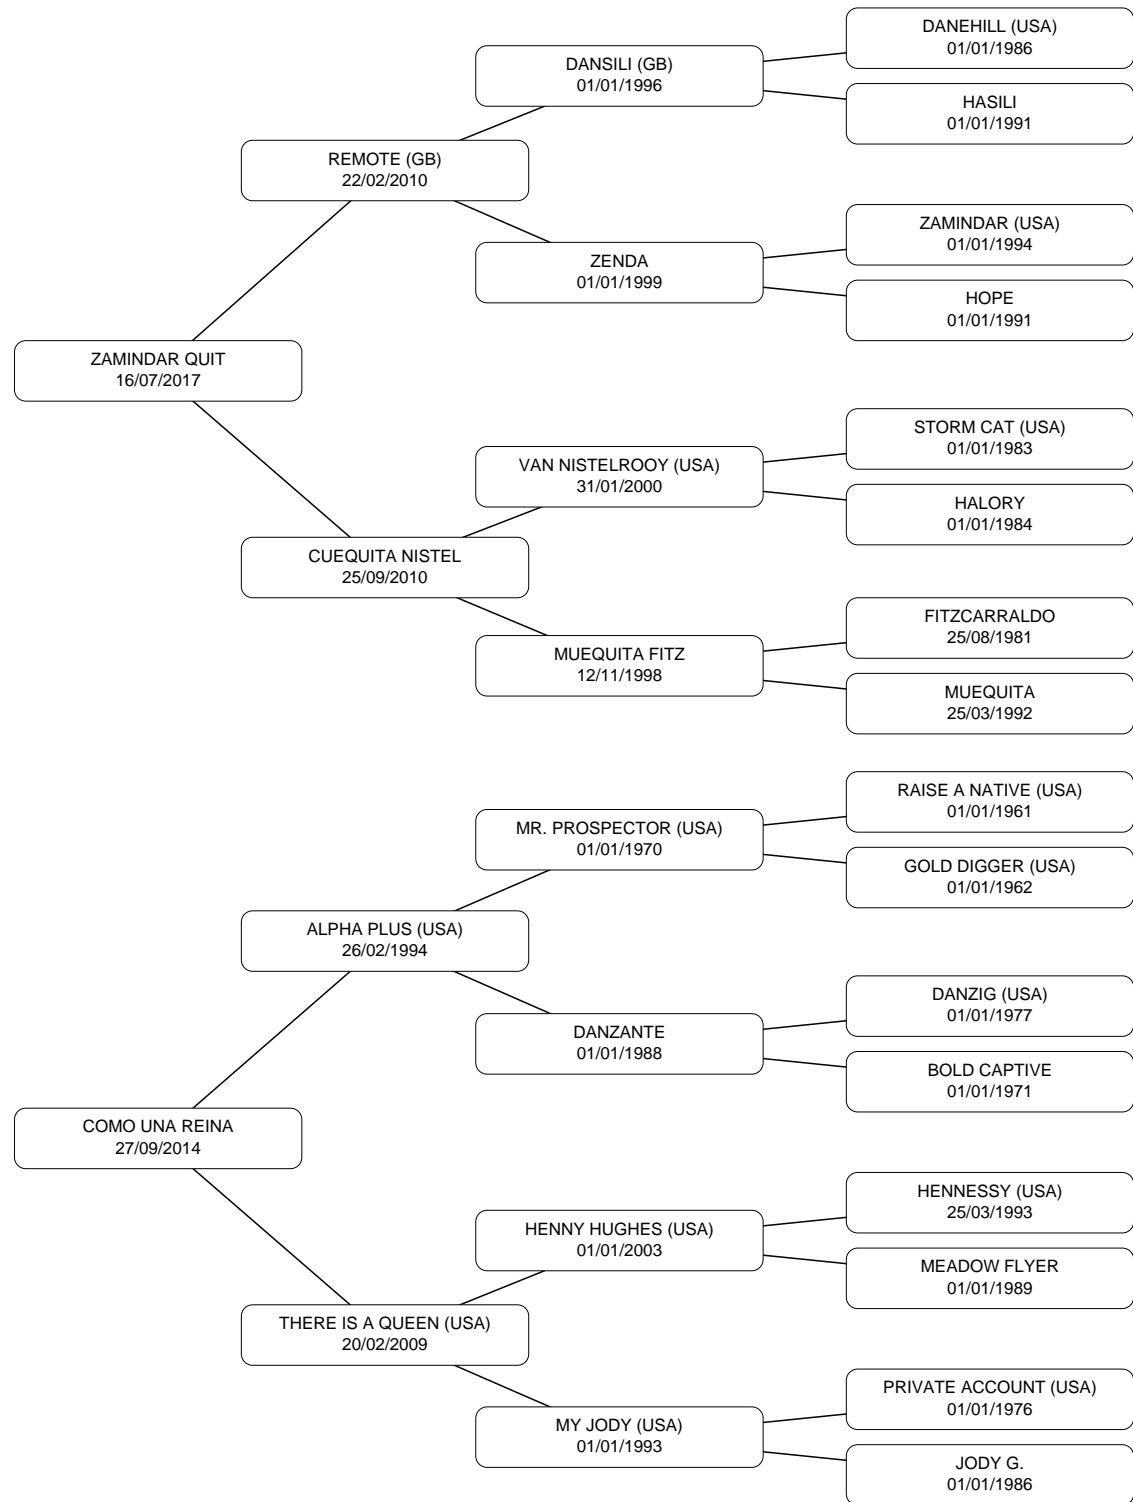 DANEHILL (USA)
01/01/1986
DANSILI (GB)
01/01/1996
HASILI
01/01/1991
REMOTE (GB)
22/02/2010
ZAMINDAR (USA)
01/01/1994
ZENDA
01/01/1999
HOPE
01/01/1991
ZAMINDAR QUIT
16/07/2017
STORM CAT (USA)
01/01/1983
VAN NISTELROOY (USA)
31/01/2000
HALORY
01/01/1984
CUEQUITA NISTEL
25/09/2010
FITZCARRALDO
25/08/1981
MUEQUITA FITZ
12/11/1998
MUEQUITA
25/03/1992
RAISE A NATIVE (USA)
01/01/1961
MR. PROSPECTOR (USA)
01/01/1970
GOLD DIGGER (USA)
01/01/1962
ALPHA PLUS (USA)
26/02/1994
DANZIG (USA)
01/01/1977
DANZANTE
01/01/1988
BOLD CAPTIVE
01/01/1971
COMO UNA REINA
27/09/2014
HENNESSY (USA)
25/03/1993
HENNY HUGHES (USA)
01/01/2003
MEADOW FLYER
01/01/1989
THERE IS A QUEEN (USA)
20/02/2009
PRIVATE ACCOUNT (USA)
01/01/1976
MY JODY (USA)
01/01/1993
JODY G.
01/01/1986